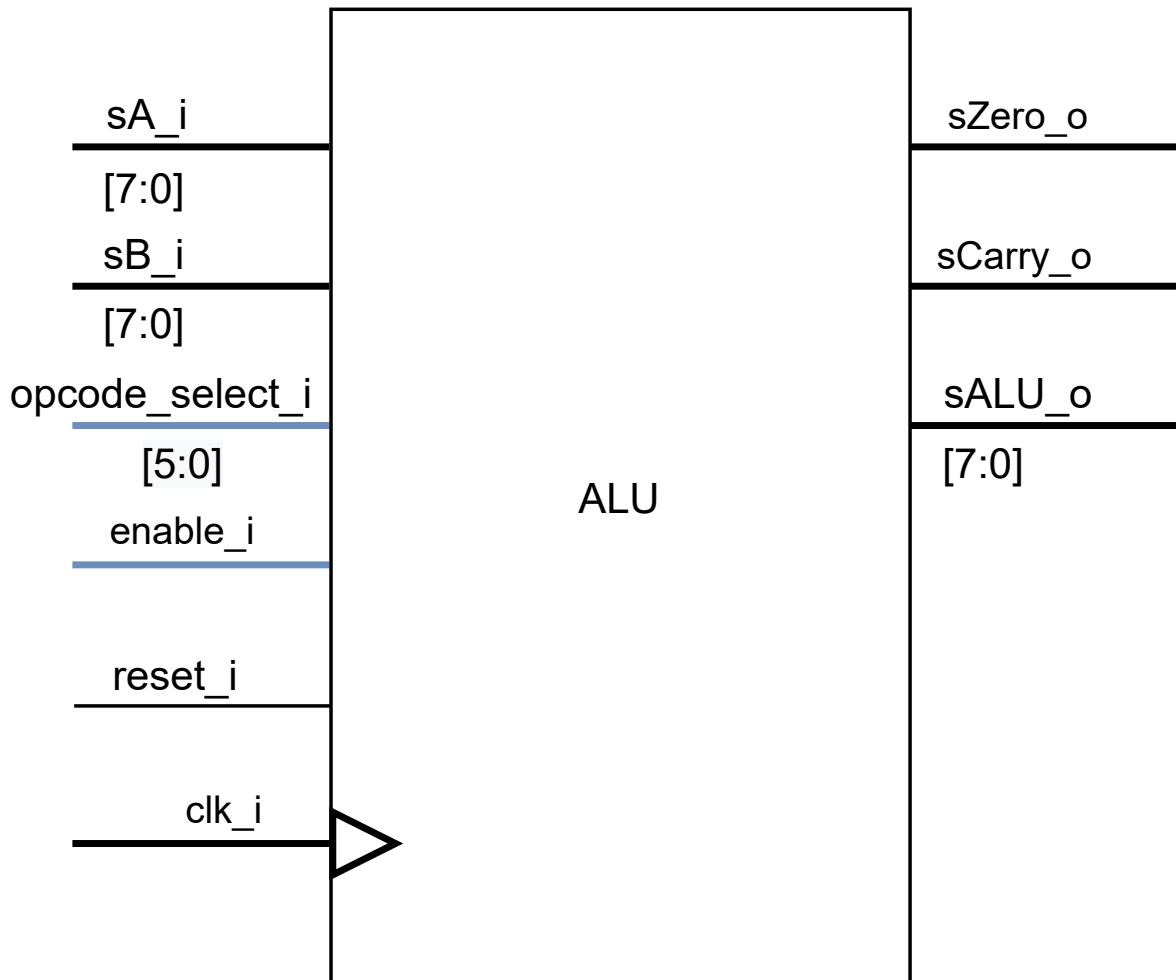 sA_i
[7:0]
sB_i
[7:0]
opcode_select_i
[5:0]
enable_i
reset_i
clk_i
ALU
sZero_o
sCarry_o
sALU_o
[7:0]